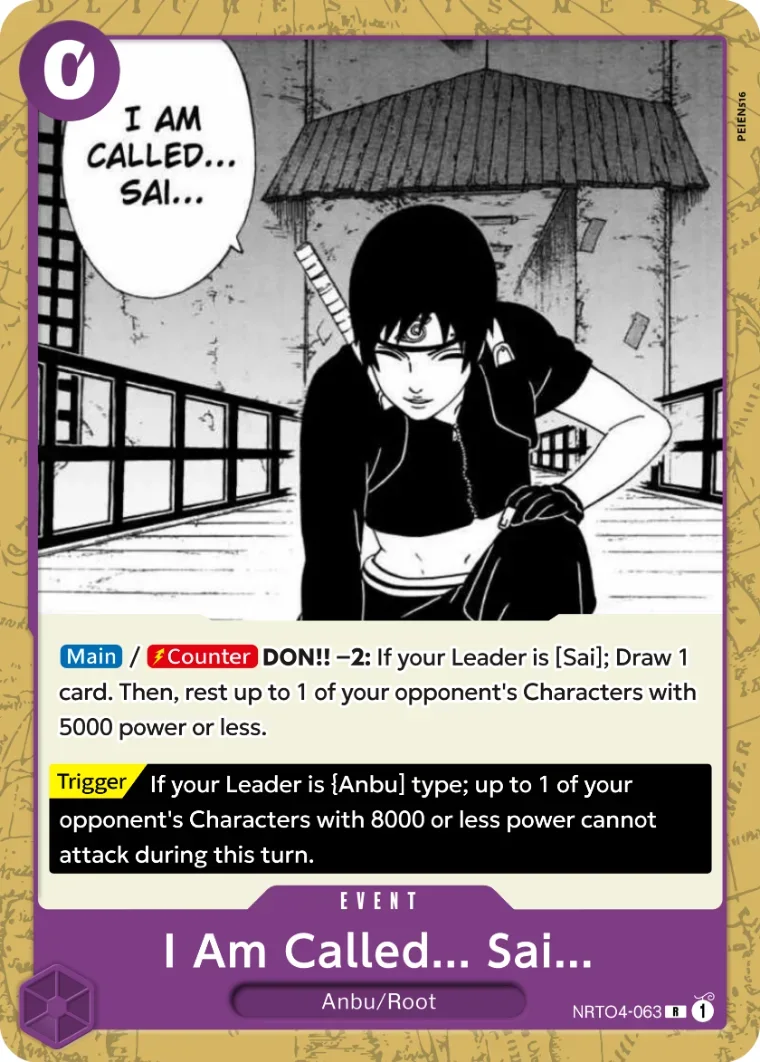 0
I AM
CALLED...
SAI...
PEIEN516
Main / Counter DON!! −2: If your Leader is [Sai]; Draw 1
card. Then, rest up to 1 of your opponent's Characters with
5000 power or less.
Trigger If your Leader is {Anbu] type; up to 1 of your
opponent's Characters with 8000 or less power cannot
attack during this turn.
EVENT
I Am Called... Sai...
Anbu/Root
NRTO4-063 R 1